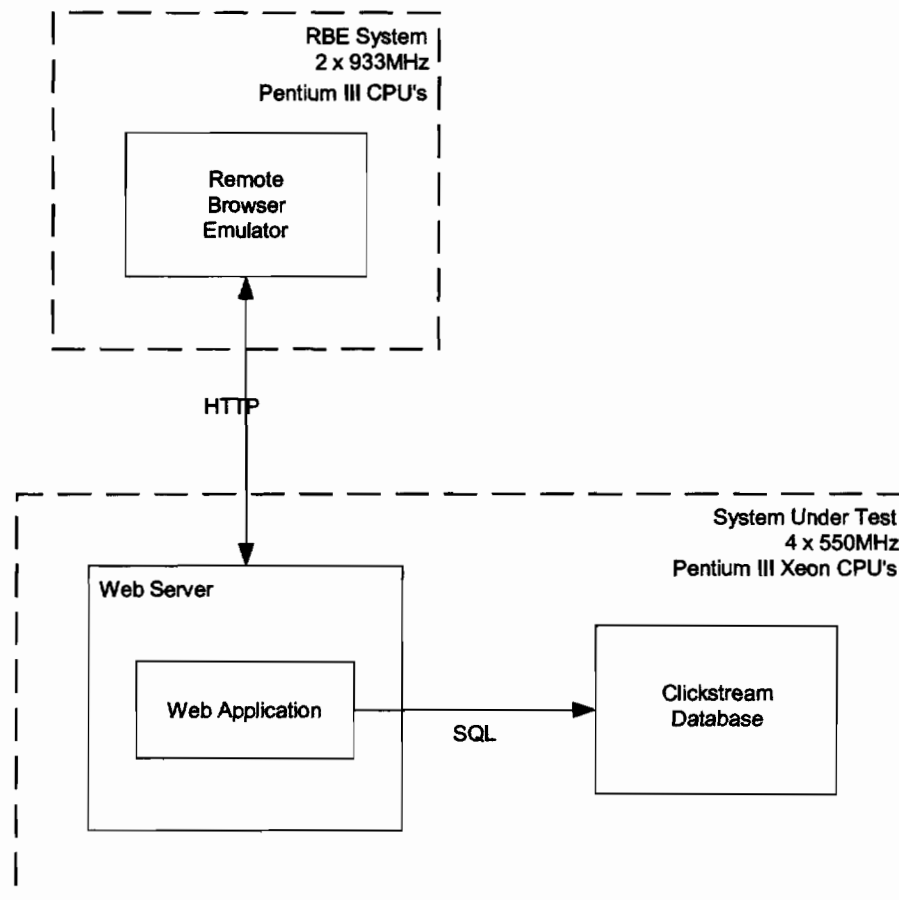 RBE System
2 x 933MHz
Pentium III CPU's
Remote
Browser
Emulator
HTTP
System Under Test
4 x 550MHz
Pentium III Xeon CPU's
Web Server
Web Application
SQL
Clickstream
Database